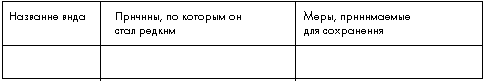 Название вида
Причины, по которым он
стал редким
Меры, принимаемые
для сохранения